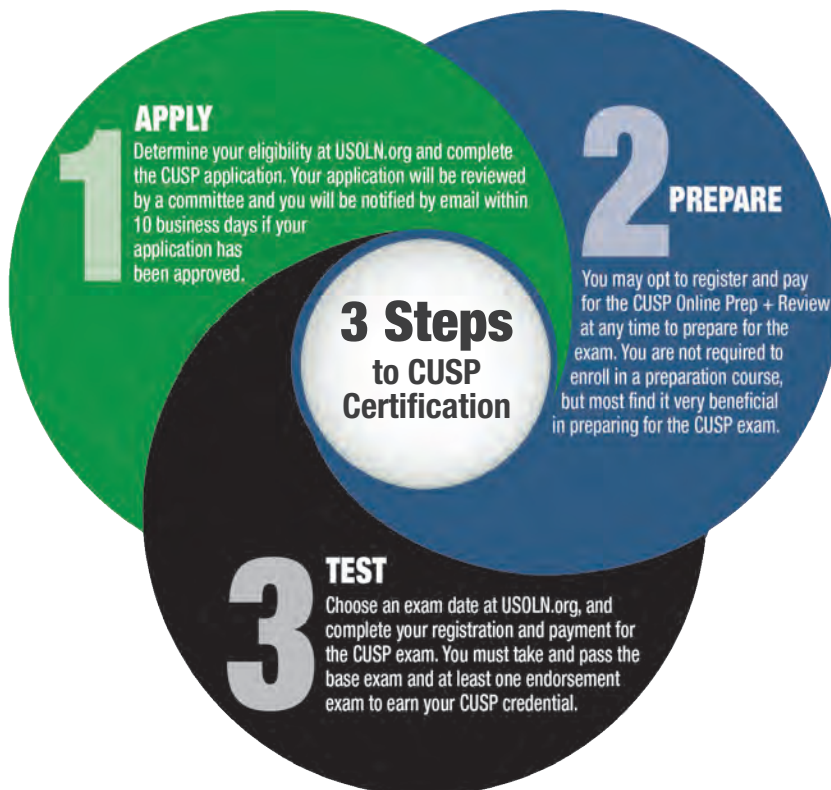 1
APPLY
Determine your eligibility at USOLN.org and complete
the CUSP application. Your application will be reviewed
by a committee and you will be notified by email within
10 business days if your
application has
been approved.
2
PREPARE
You may opt to register and pay
for the CUSP Online Prep + Review
at any time to prepare for the
exam. You are not required to
enroll in a preparation course,
but most find it very beneficial
in preparing for the CUSP exam.
3 Steps
to CUSP
Certification
3
TEST
Choose an exam date at USOLN.org, and
complete your registration and payment for
the CUSP exam. You must take and pass the
base exam and at least one endorsement
exam to earn your CUSP credential.